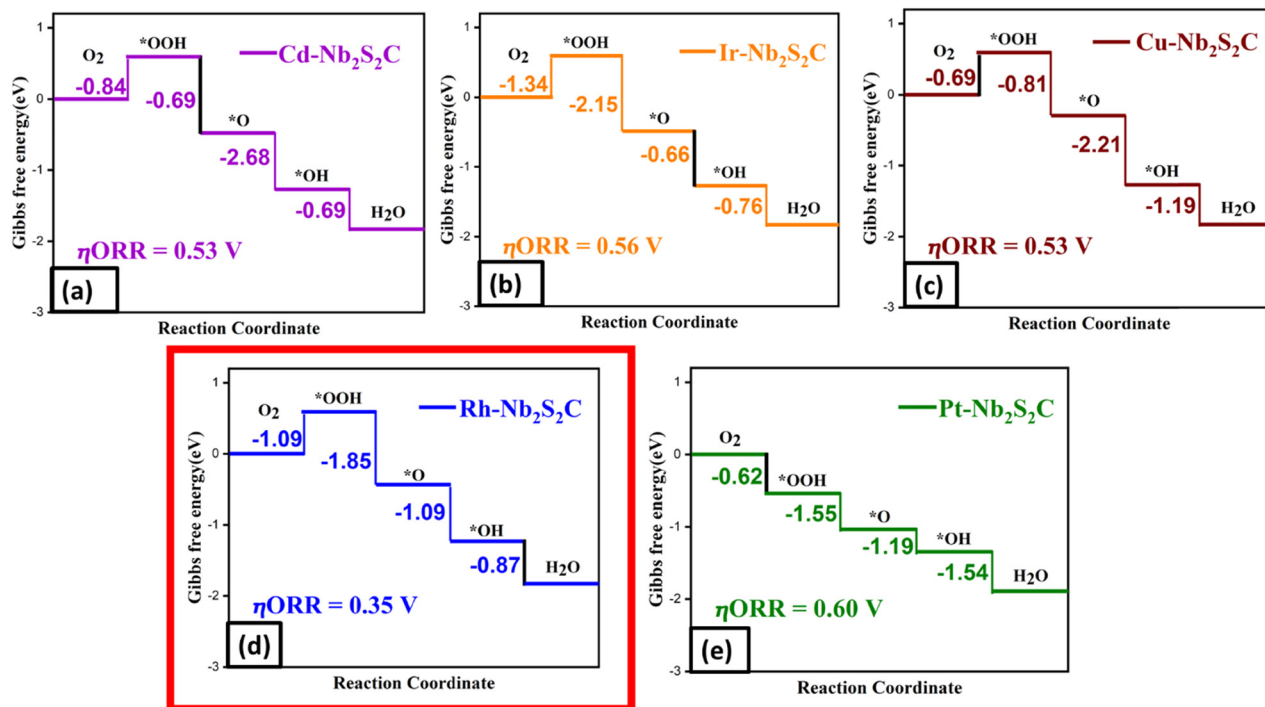 Gibbs free energy(eV)
1
0
-1
-2
-3
O₂
-0.84
*OOH
-0.69
*O
-2.68
*OH
-0.69
H₂O
Cd-Nb₂S₂C
ηORR = 0.53 V
(a)
Reaction Coordinate
Gibbs free energy(eV)
1
0
-1
-2
-3
O₂
-1.34
*OOH
-2.15
*O
-0.66
*OH
-0.76
H₂O
Ir-Nb₂S₂C
ηORR = 0.56 V
(b)
Reaction Coordinate
Gibbs free energy(eV)
1
0
-1
-2
-3
O₂
-0.69
*OOH
-0.81
*O
-2.21
*OH
-1.19
H₂O
Cu-Nb₂S₂C
ηORR = 0.53 V
(c)
Reaction Coordinate
Gibbs free energy(eV)
1
0
-1
-2
-3
O₂
-1.09
*OOH
-1.85
*O
-1.09
*OH
-0.87
H₂O
Rh-Nb₂S₂C
ηORR = 0.35 V
(d)
Reaction Coordinate
Gibbs free energy(eV)
1
0
-1
-2
-3
O₂
-0.62
*OOH
-1.55
*O
-1.19
*OH
-1.54
H₂O
Pt-Nb₂S₂C
ηORR = 0.60 V
(e)
Reaction Coordinate